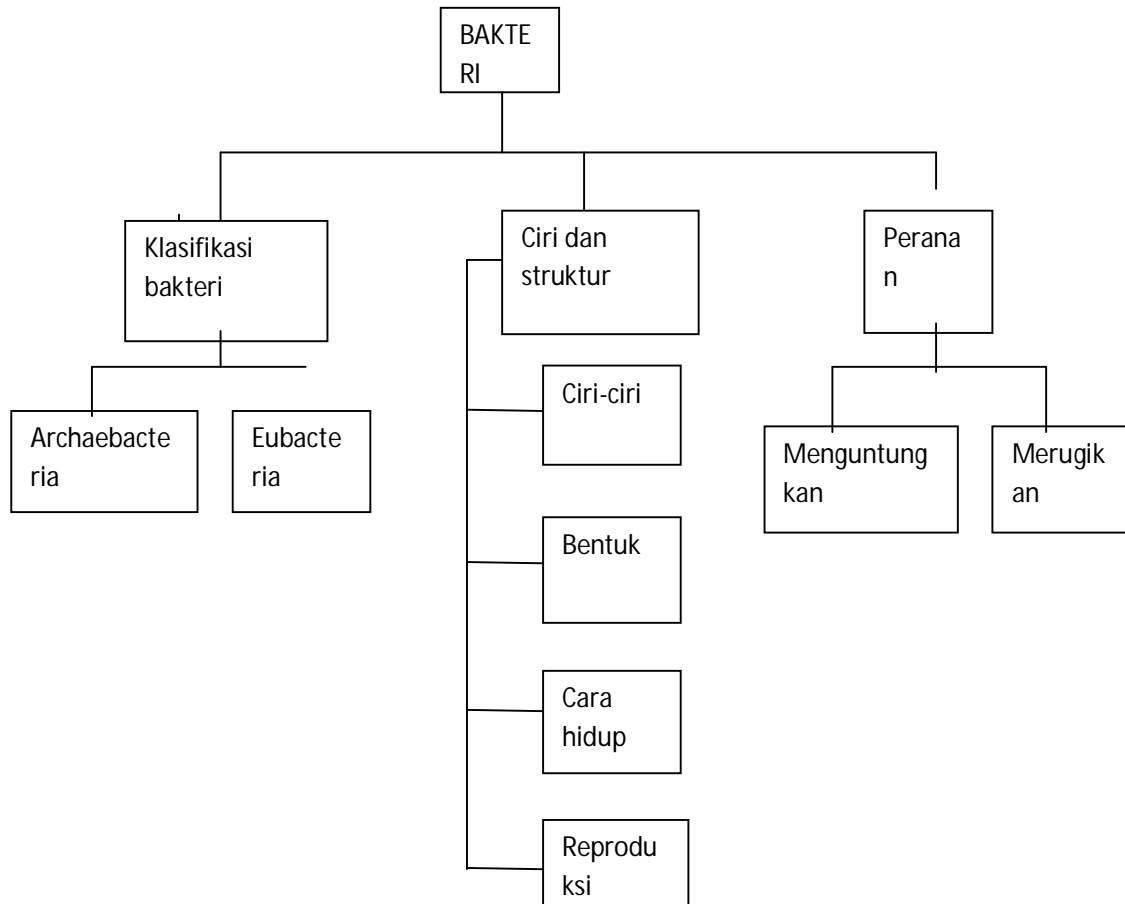 BAKTE
RI
Klasifikasi
bakteri
Ciri dan
struktur
Perana
n
Archaebacte
ria
Eubacte
ria
Ciri-ciri
Menguntung
kan
Merugik
an
Bentuk
Cara
hidup
Reprodu
ksi